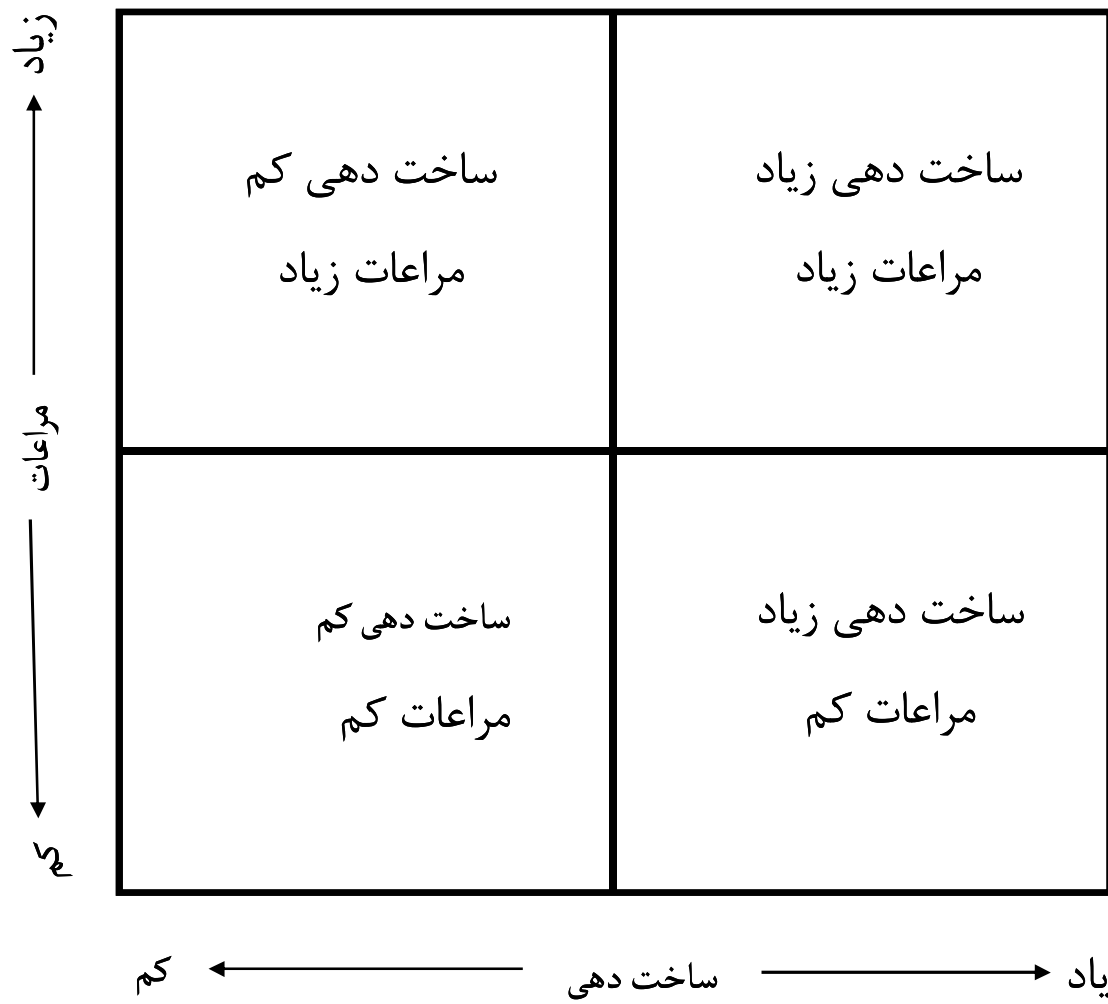 زیاد
ساخت دهی زیاد
مراعات زیاد
ساخت دهی کم
مراعات زیاد
مراعات
ساخت دهی زیاد
مراعات کم
ساخت دهی کم
مراعات کم
کم
یاد
ساخت دهی
کم